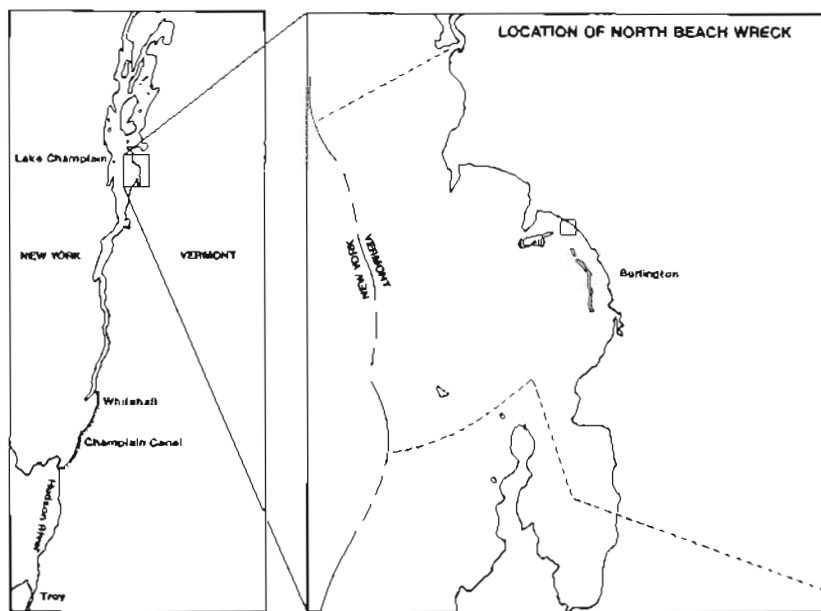 LOCATION OF NORTH BEACH WRECK
Lake Champlain
NEW YORK
VERMONT
Whitehall
Champlain Canal
Hudson River
Troy
VERMONT
NEW YORK
Burlington